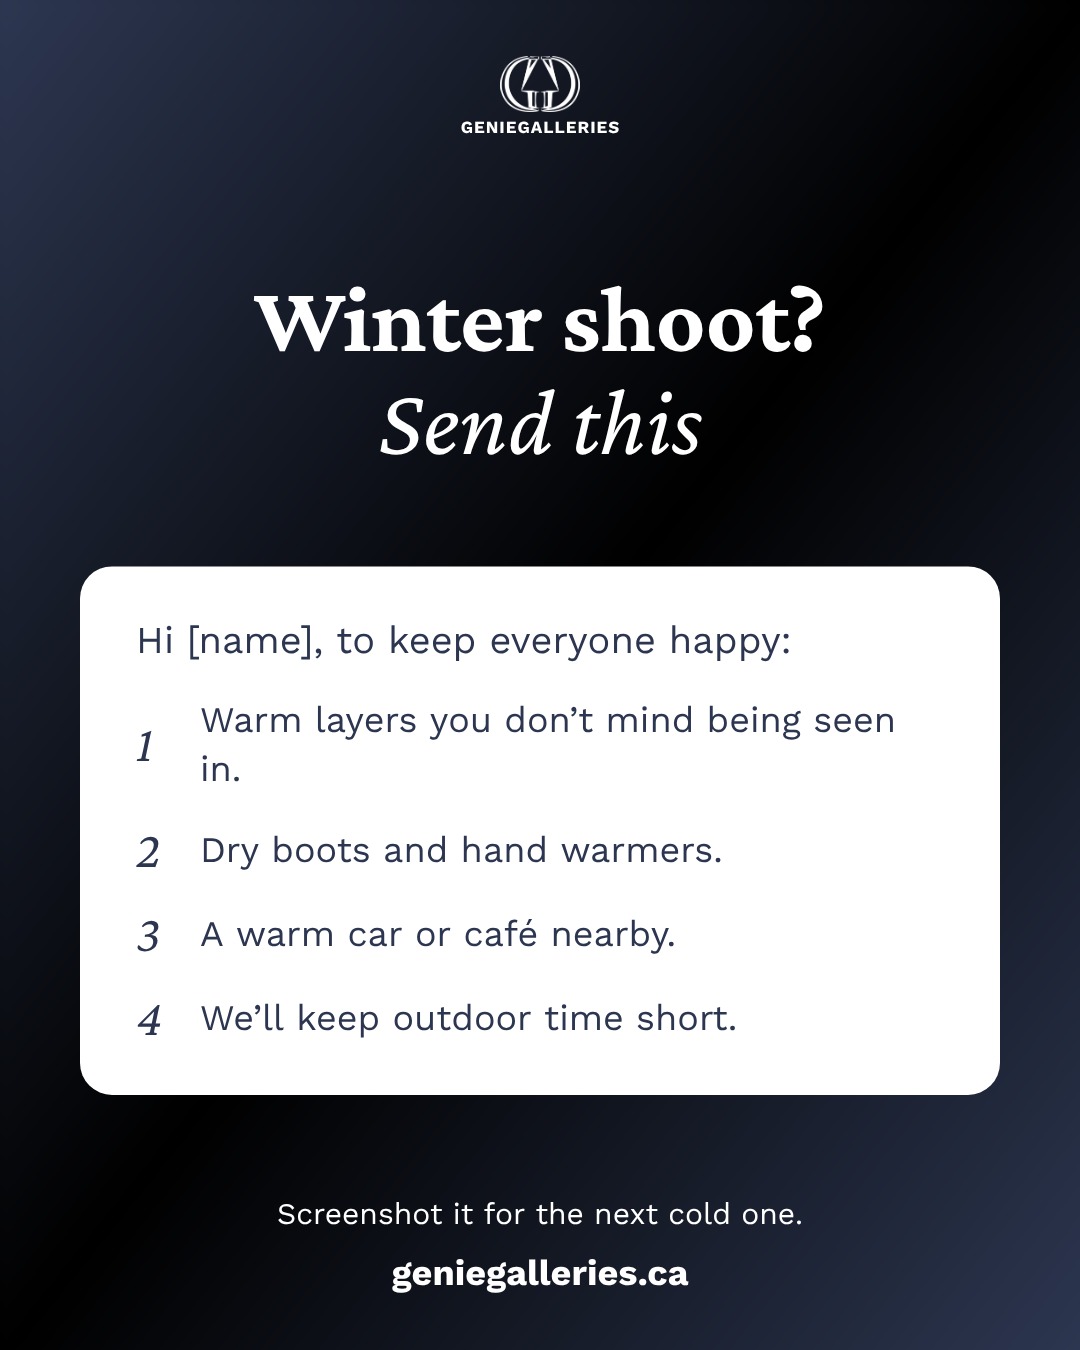 GENIEGALLERIES
Winter shoot?
Send this
Hi [name], to keep everyone happy:
1 Warm layers you don’t mind being seen
in.
2 Dry boots and hand warmers.
3 A warm car or café nearby.
4 We’ll keep outdoor time short.
Screenshot it for the next cold one.
geniegalleries.ca